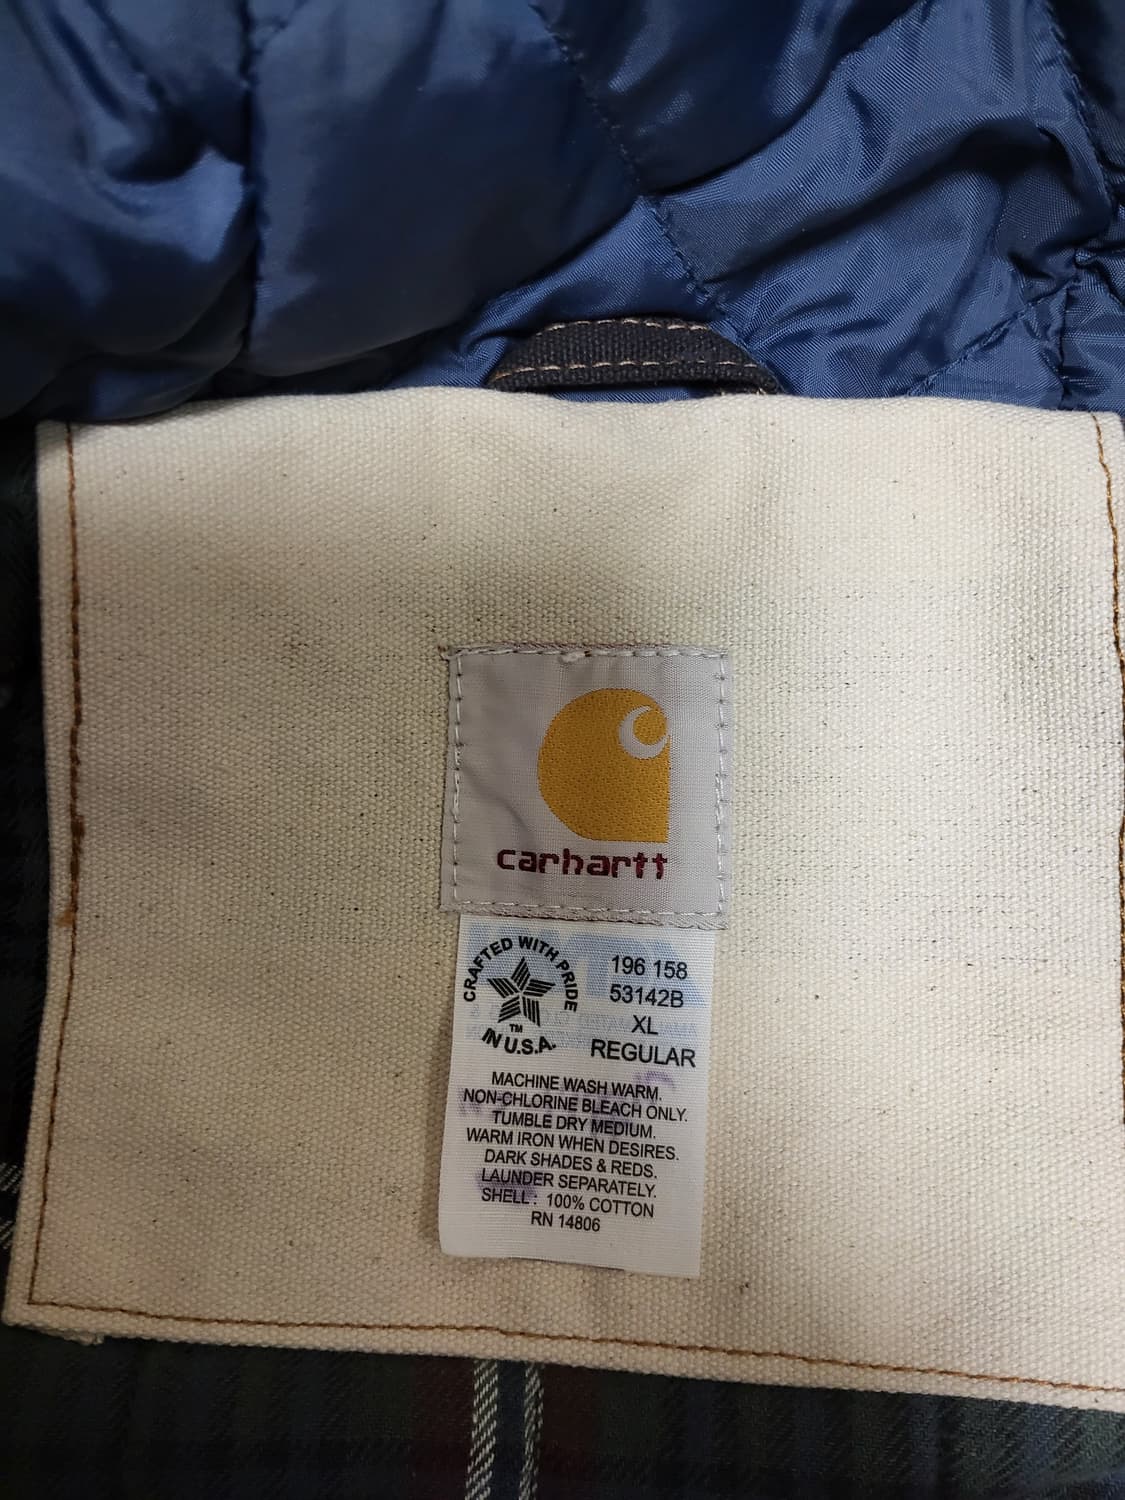 carhartt
CRAFTED WITH PRIDE
IN U.S.A.
TM
196 158
53142B
XL
REGULAR
MACHINE WASH WARM.
NON-CHLORINE BLEACH ONLY.
TUMBLE DRY MEDIUM.
WARM IRON WHEN DESIRES.
DARK SHADES & REDS.
LAUNDER SEPARATELY.
SHELL : 100% COTTON
RN 14806